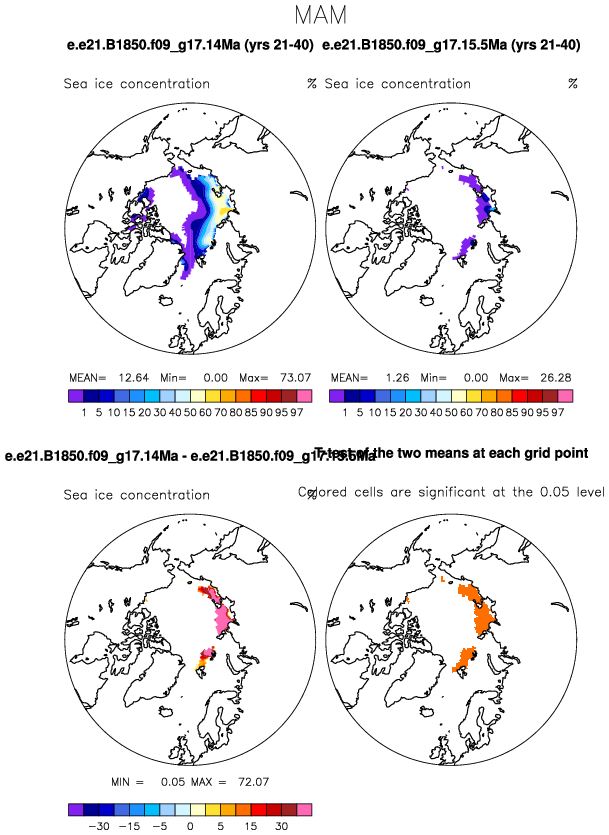 MAM
e.e21.B1850.f09_g17.14Ma (yrs 21-40) e.e21.B1850.f09_g17.15.5Ma (yrs 21-40)
Sea ice concentration % Sea ice concentration %
MEAN= 12.64 Min= 0.00 Max= 73.07 MEAN= 1.26 Min= 0.00 Max= 26.28
1 5 10 15 20 30 40 50 60 70 80 85 90 95 97 1 5 10 15 20 30 40 50 60 70 80 85 90 95 97
e.e21.B1850.f09_g17.14Ma - e.e21.B1850.f09_g17.15.5Ma T-test of the two means at each grid point
Sea ice concentration % Colored cells are significant at the 0.05 level
MIN = 0.05 MAX = 72.07
-30 -15 -5 0 5 15 30